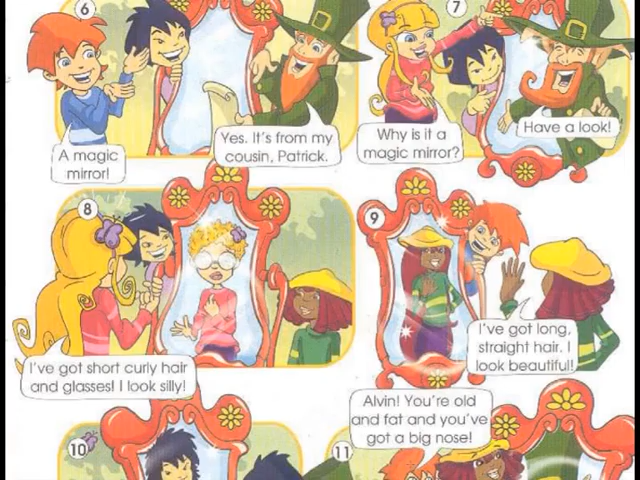 6
A magic
mirror!
Yes. It's from my
cousin, Patrick.
7
Why is it a
magic mirror?
Have a look!
8
I've got short curly hair
and glasses! I look silly!
9
I've got long,
straight hair. I
look beautiful!
10
11
Alvin! You're old
and fat and you've
got a big nose!